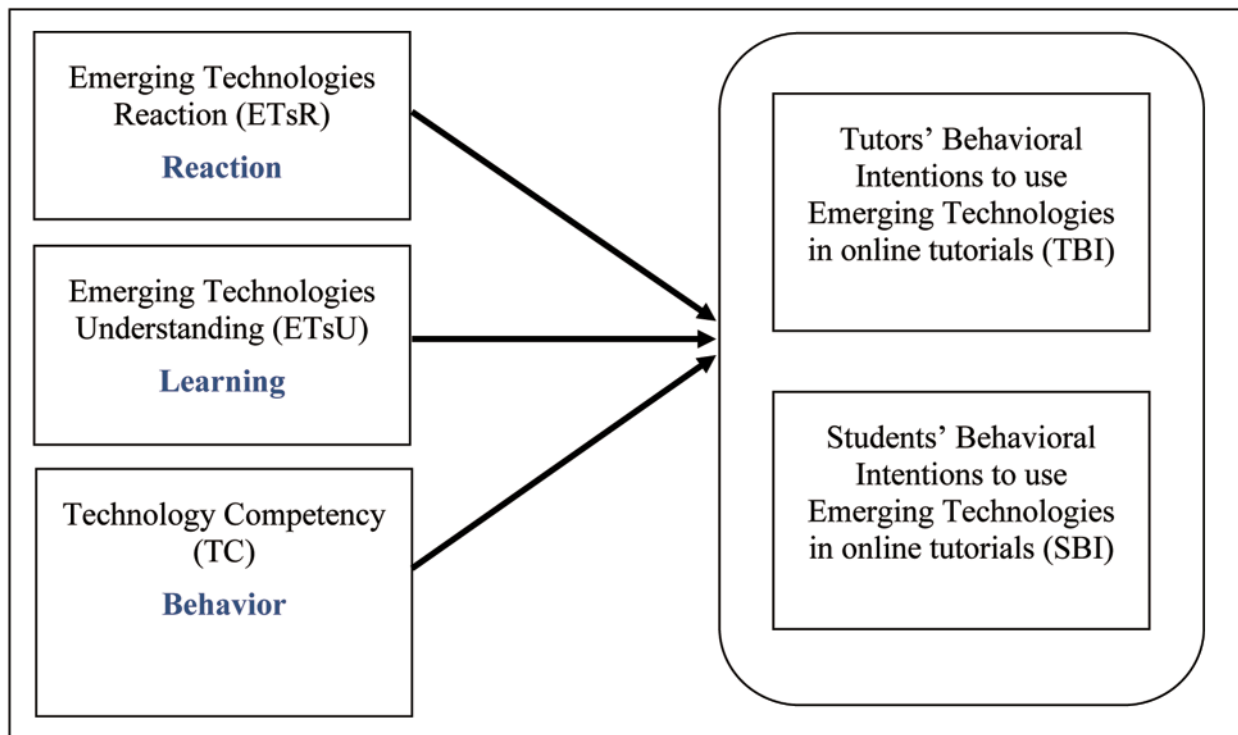 Emerging Technologies
Reaction (ETsR)
Reaction
Emerging Technologies
Understanding (ETsU)
Learning
Technology Competency
(TC)
Behavior
Tutors’ Behavioral
Intentions to use
Emerging Technologies
in online tutorials (TBI)
Students’ Behavioral
Intentions to use
Emerging Technologies
in online tutorials (SBI)